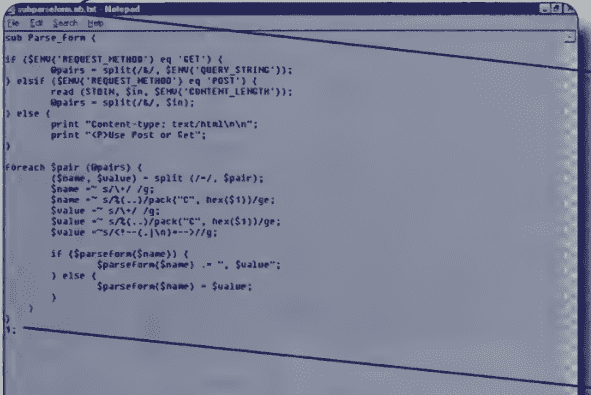 subparseform.nb.txt - Notepad
File Edit Search Help
sub Parse_Form {
if ($ENV{'REQUEST_METHOD'} eq 'GET') {
@pairs = split(/&/, $ENV{'QUERY_STRING'});
} elsif ($ENV{'REQUEST_METHOD'} eq 'POST') {
read (STDIN, $in, $ENV{'CONTENT_LENGTH'});
@pairs = split(/&/, $in);
} else {
print "Content-type: text/html\n\n";
print "<P>Use Post or Get";
}
foreach $pair (@pairs) {
($name, $value) = split (/=/, $pair);
$name =~ s/\+/ /g;
$name =~ s/%(..)/pack("C", hex($1))/ge;
$value =~ s/\+/ /g;
$value =~ s/%(..)/pack("C", hex($1))/ge;
$value =~s/<!--(.|\n)*-->//g;
if ($parseform{$name}) {
$parseform{$name} .= ", $value";
} else {
$parseform{$name} = $value;
}
}
}
1;